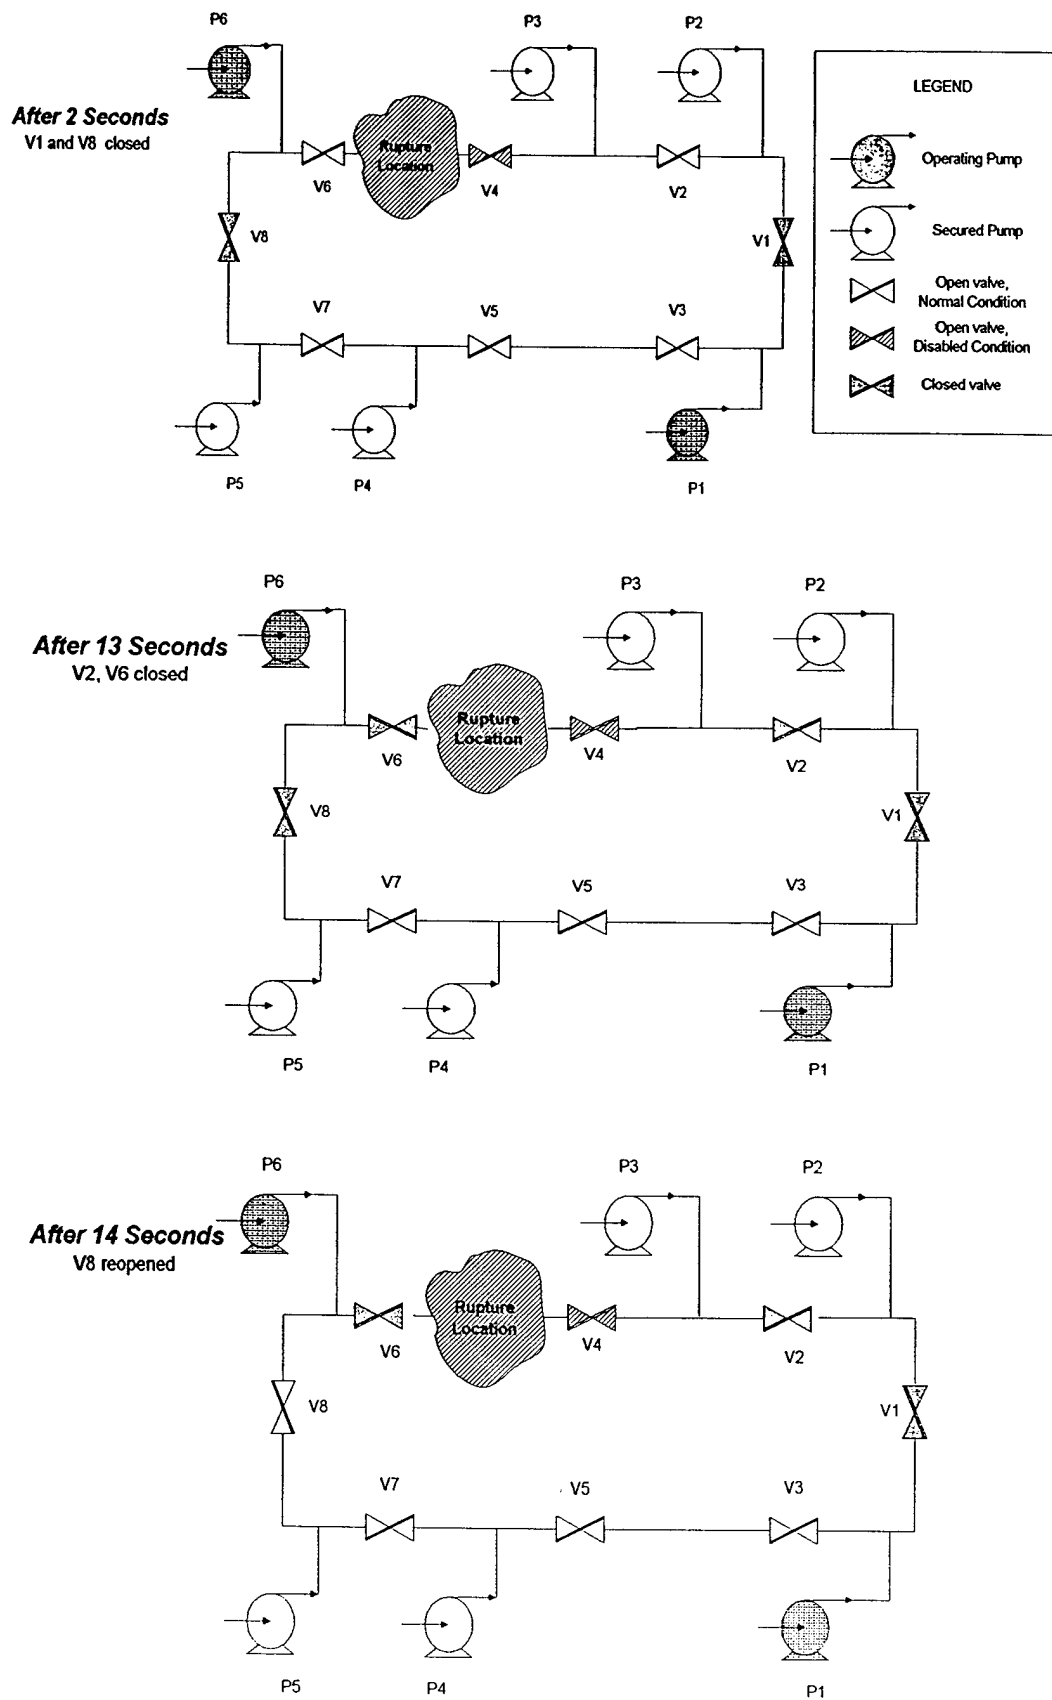 P6
P3
P2
LEGEND
After 2 Seconds
V1 and V8 closed
Rupture
Location
V6
V4
V2
Operating Pump
V8
V1
Secured Pump
Open valve,
Normal Condition
V7
V5
V3
Open valve,
Disabled Condition
Closed valve
P5
P4
P1
P6
P3
P2
After 13 Seconds
V2, V6 closed
Rupture
Location
V6
V4
V2
V8
V1
V7
V5
V3
P5
P4
P1
P6
P3
P2
After 14 Seconds
V8 reopened
Rupture
Location
V6
V4
V2
V8
V1
V7
V5
V3
P5
P4
P1